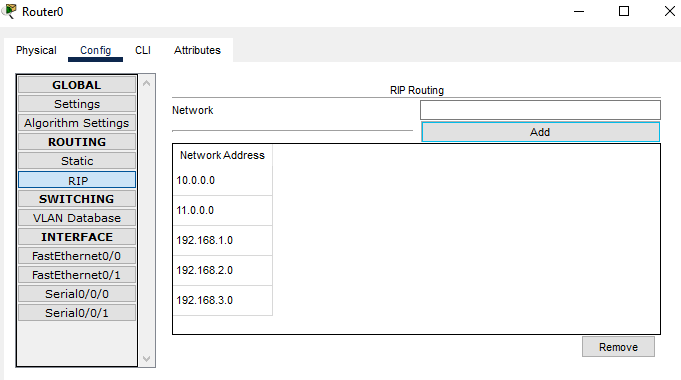 Router0
Physical Config CLI Attributes
GLOBAL
Settings
Algorithm Settings
ROUTING
Static
RIP
SWITCHING
VLAN Database
INTERFACE
FastEthernet0/0
FastEthernet0/1
Serial0/0/0
Serial0/0/1
RIP Routing
Network
Add
Network Address
10.0.0.0
11.0.0.0
192.168.1.0
192.168.2.0
192.168.3.0
Remove